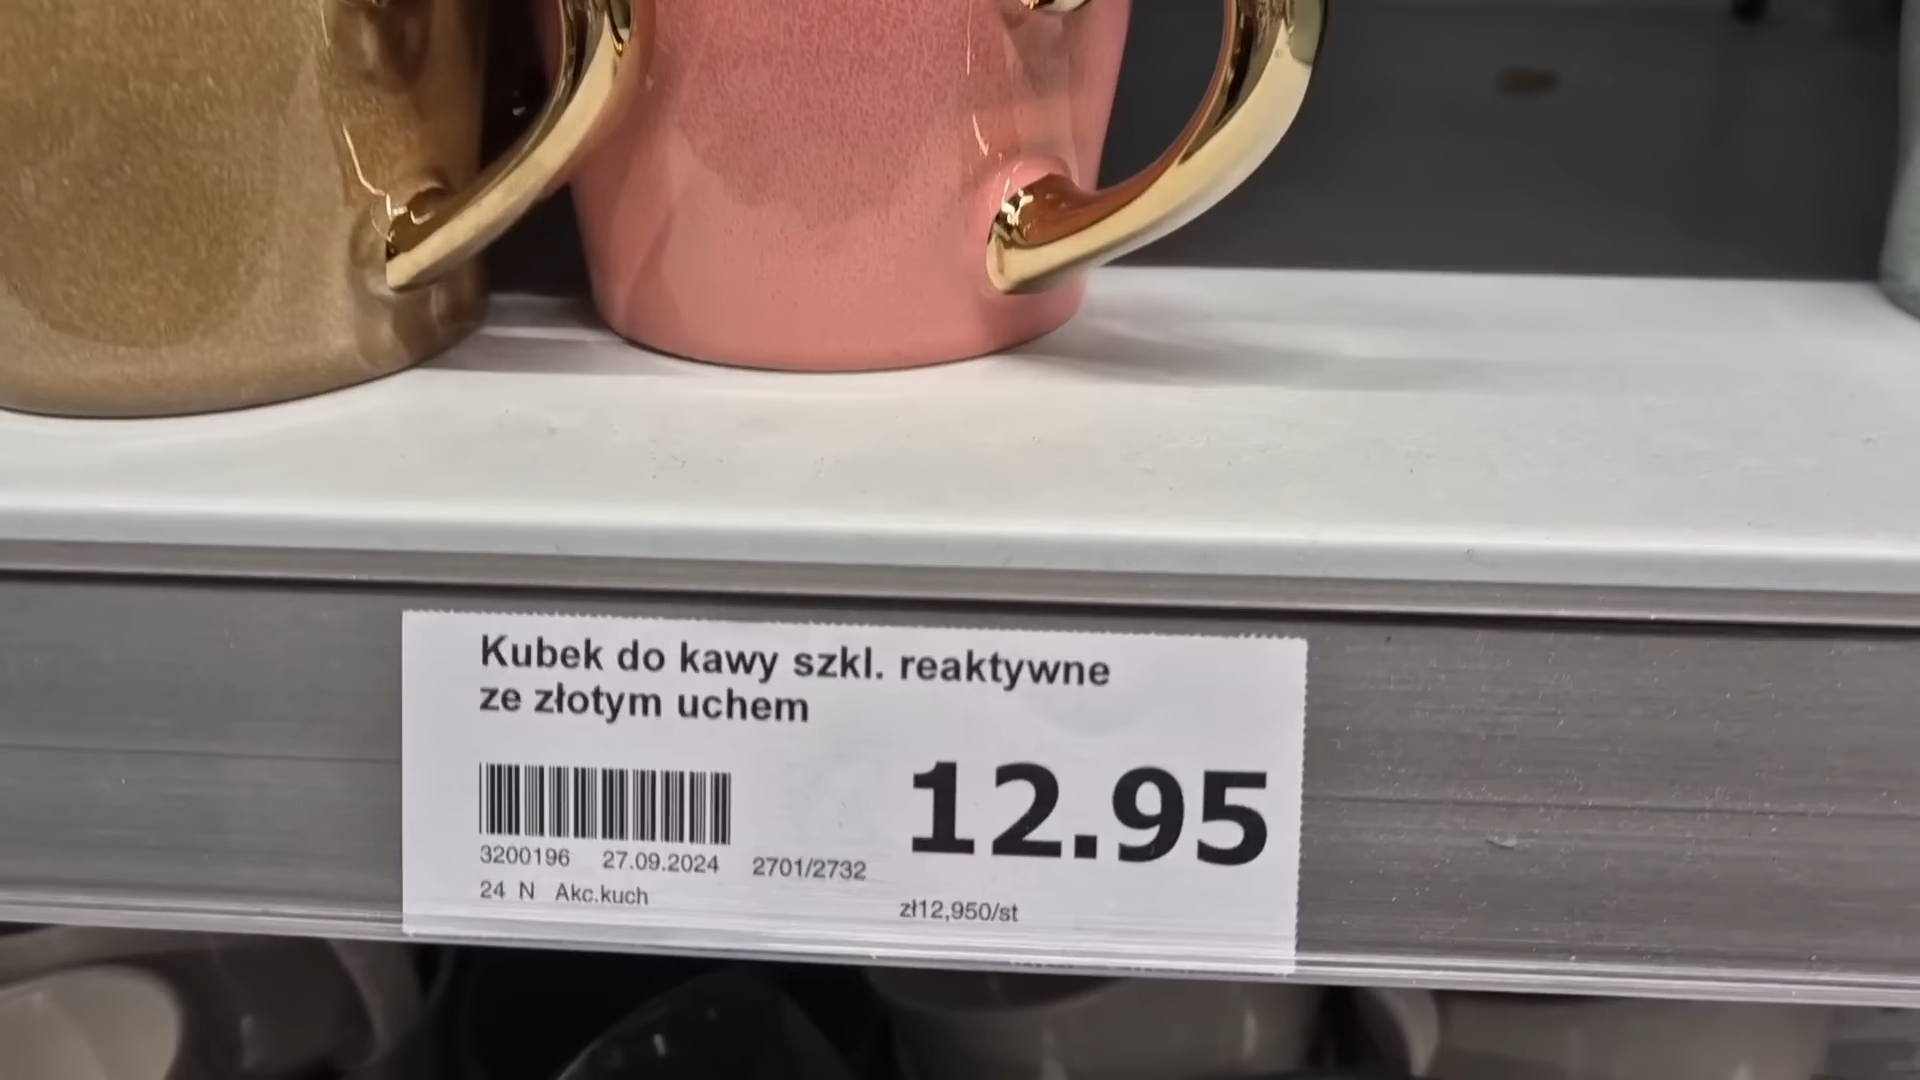 Kubek do kawy szkl. reaktywne
ze złotym uchem
12.95
3200196 27.09.2024 2701/2732
24 N Akc.kuch
zł12,950/st